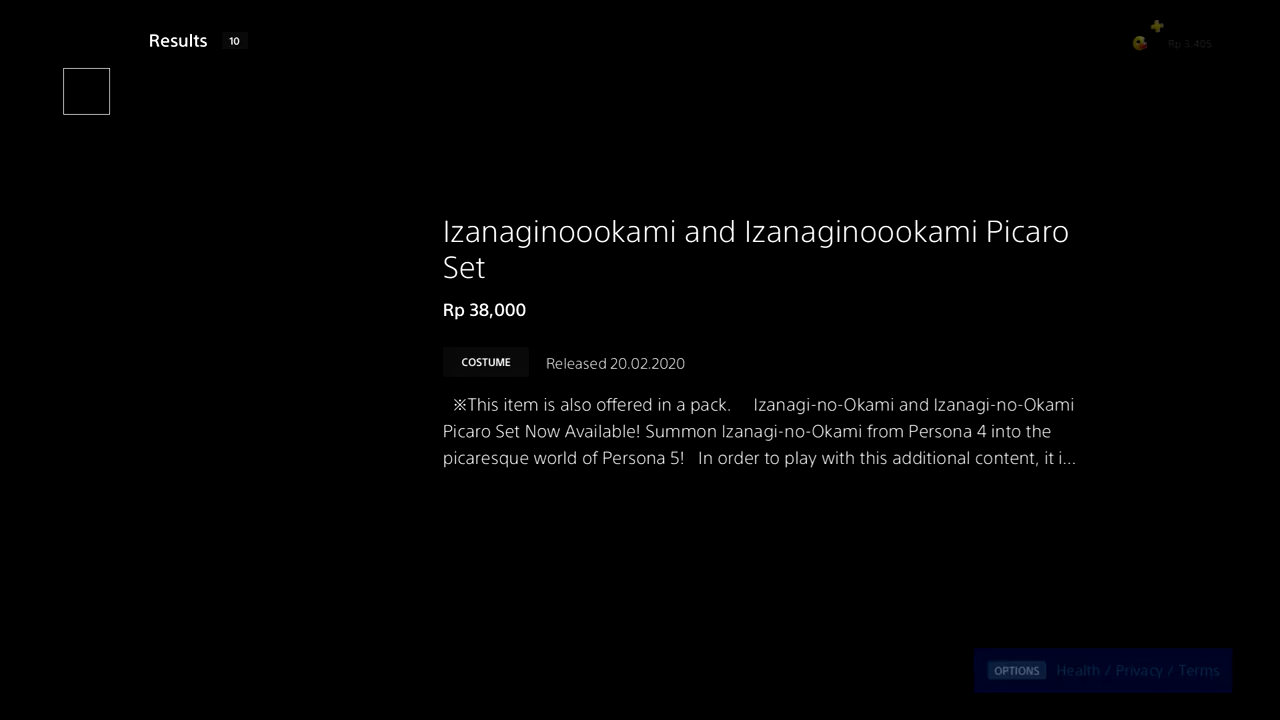 Results 10
Rp 3,405
Izanaginoookami and Izanaginoookami Picaro
Set
Rp 38,000
COSTUME Released 20.02.2020
※This item is also offered in a pack. Izanagi-no-Okami and Izanagi-no-Okami
Picaro Set Now Available! Summon Izanagi-no-Okami from Persona 4 into the
picaresque world of Persona 5! In order to play with this additional content, it i...
OPTIONS Health / Privacy / Terms